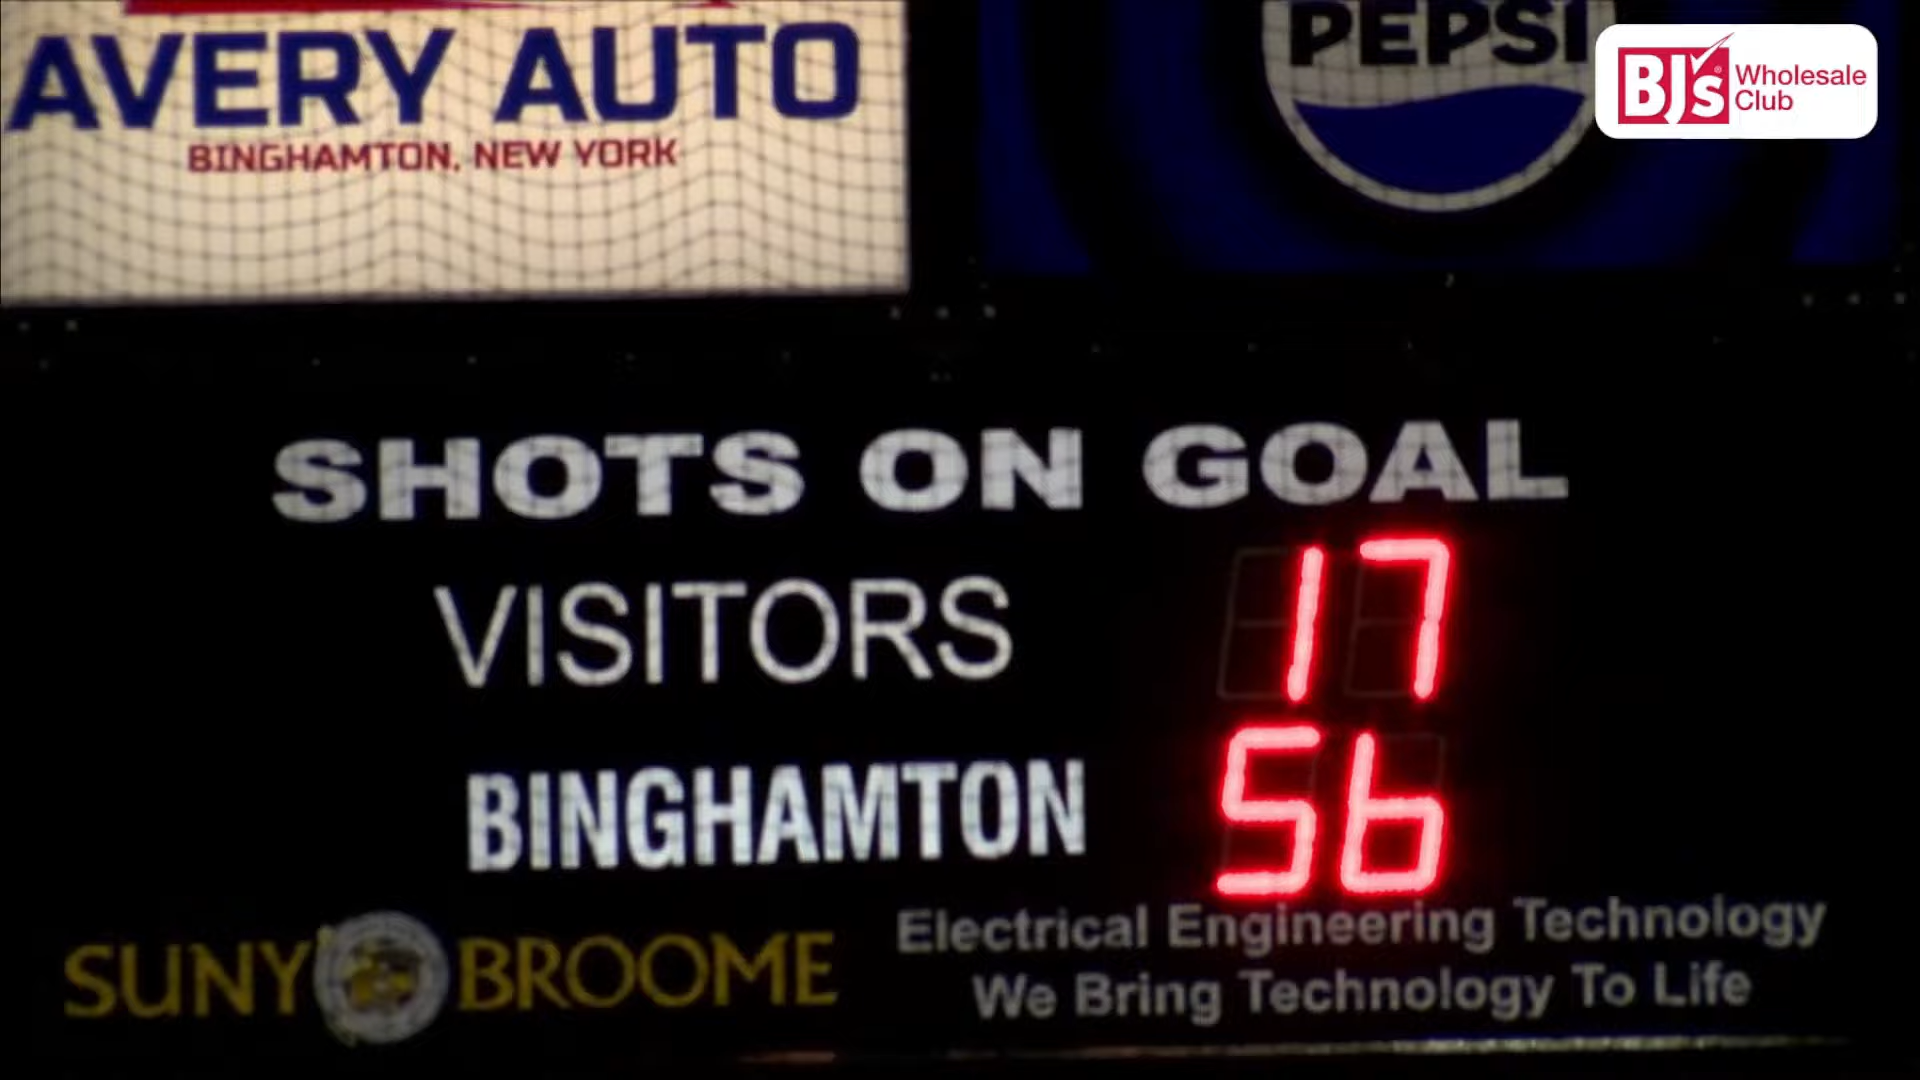 AVERY AUTO
BINGHAMTON, NEW YORK
PEPSI
BJ's Wholesale
Club
SHOTS ON GOAL
VISITORS 17
BINGHAMTON 56
SUNY BROOME
Electrical Engineering Technology
We Bring Technology To Life